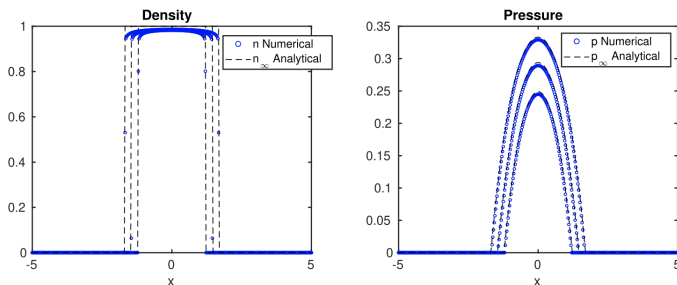 Density
1
0.8
0.6
0.4
0.2
0
-5
0
5
x
n Numerical
n∞ Analytical
Pressure
0.35
0.3
0.25
0.2
0.15
0.1
0.05
0
-5
0
5
x
p Numerical
p∞ Analytical